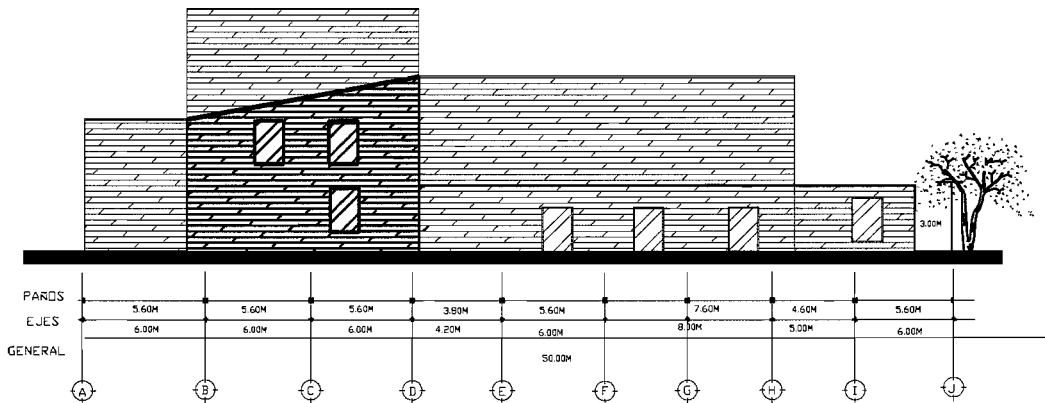 3.00M
PAÑOS
5.60M 5.60M 5.60M 3.80M 5.60M 7.60M 4.60M 5.60M
EJES
6.00M 6.00M 6.00M 4.20M 6.00M 8.00M 5.00M 6.00M
GENERAL
50.00M
A B C D E F G H I J